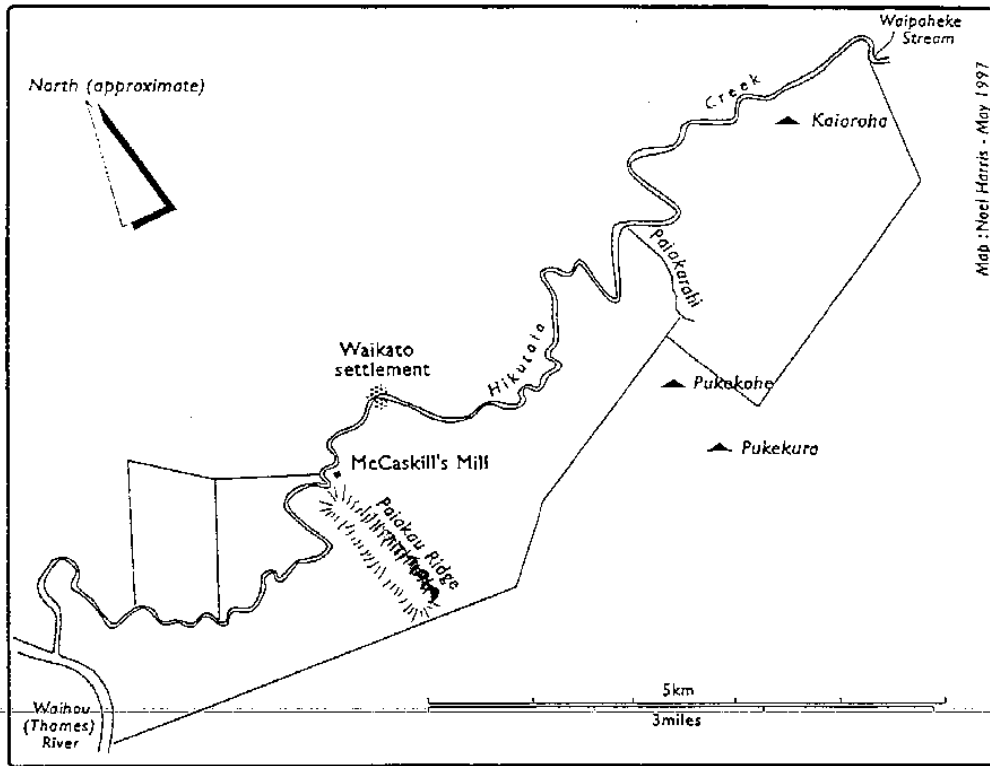 Waipaheke
Stream
North (approximate)
Creek
Kaiaroha
Map : Noel Harris - May 1997
Paiakarahi
Waikato
settlement
Hikutaia
Pukekohe
Pukekura
McCaskill's Mill
Paiakau Ridge
5km
3miles
Waihou
(Thames)
River